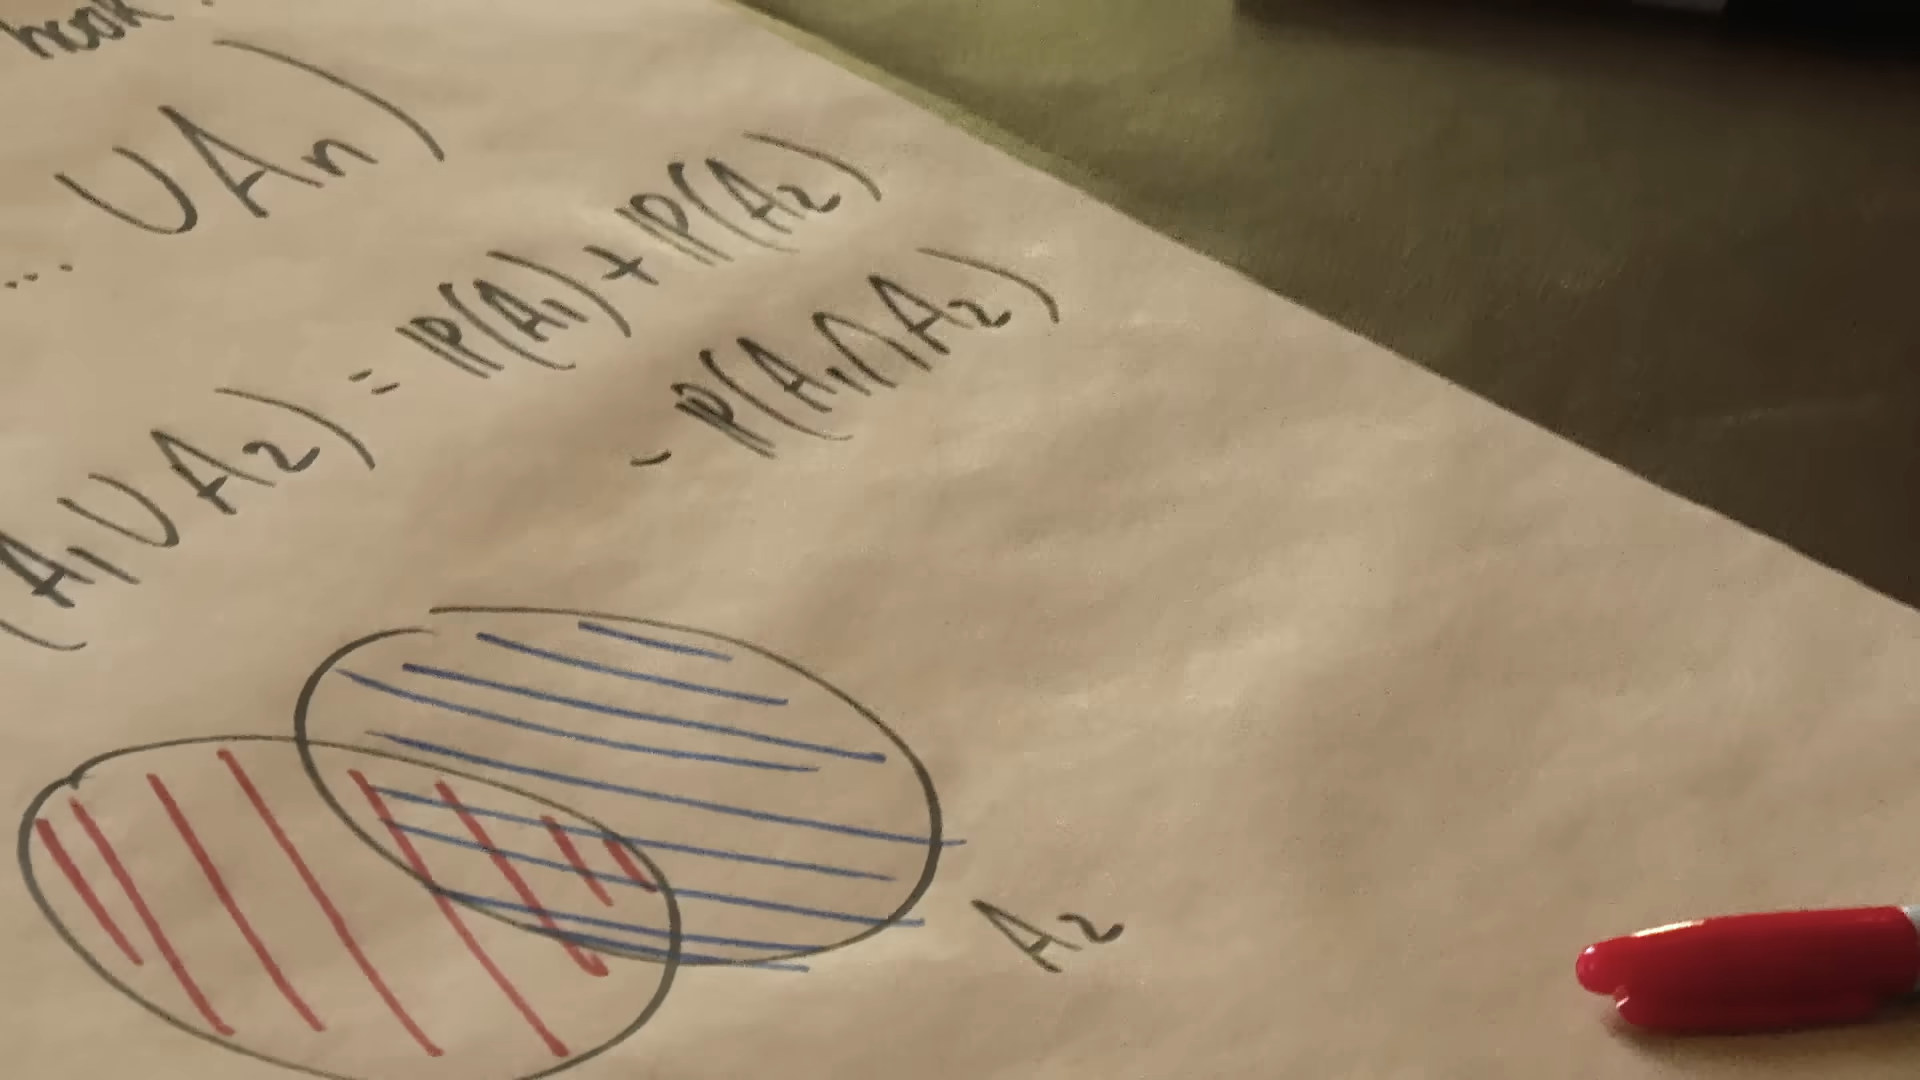 ... ∪ Aₙ)
(A₁ ∪ A₂) = ℙ(A₁) + ℙ(A₂)
- ℙ(A₁ ∩ A₂)
A₂